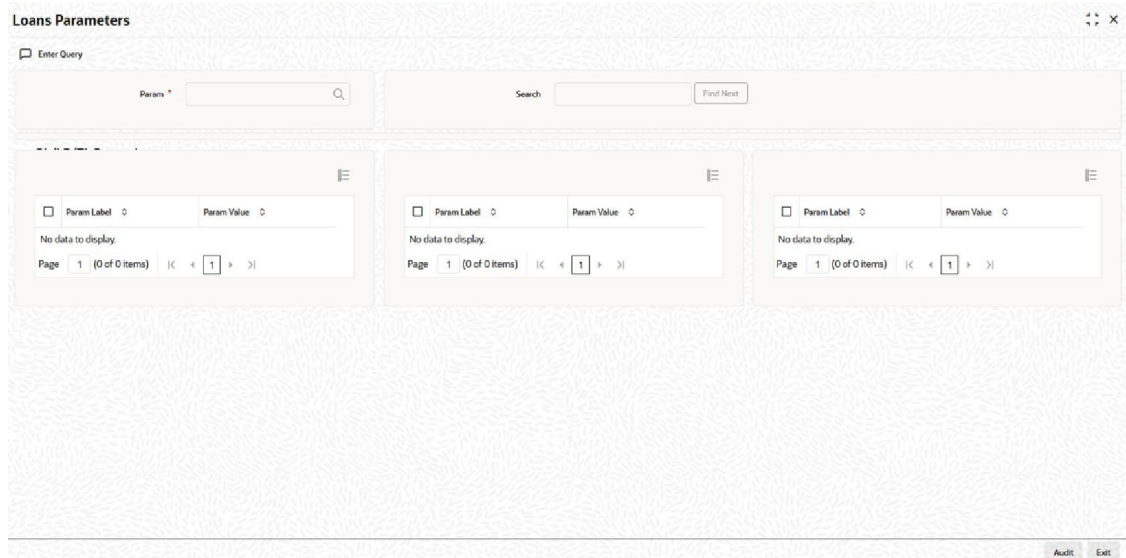 Loans Parameters
Enter Query
Param *
Search
Find Next
Param Label Param Value
No data to display.
Page 1 (0 of 0 items) 1
Param Label Param Value
No data to display.
Page 1 (0 of 0 items) 1
Param Label Param Value
No data to display.
Page 1 (0 of 0 items) 1
Audit Exit